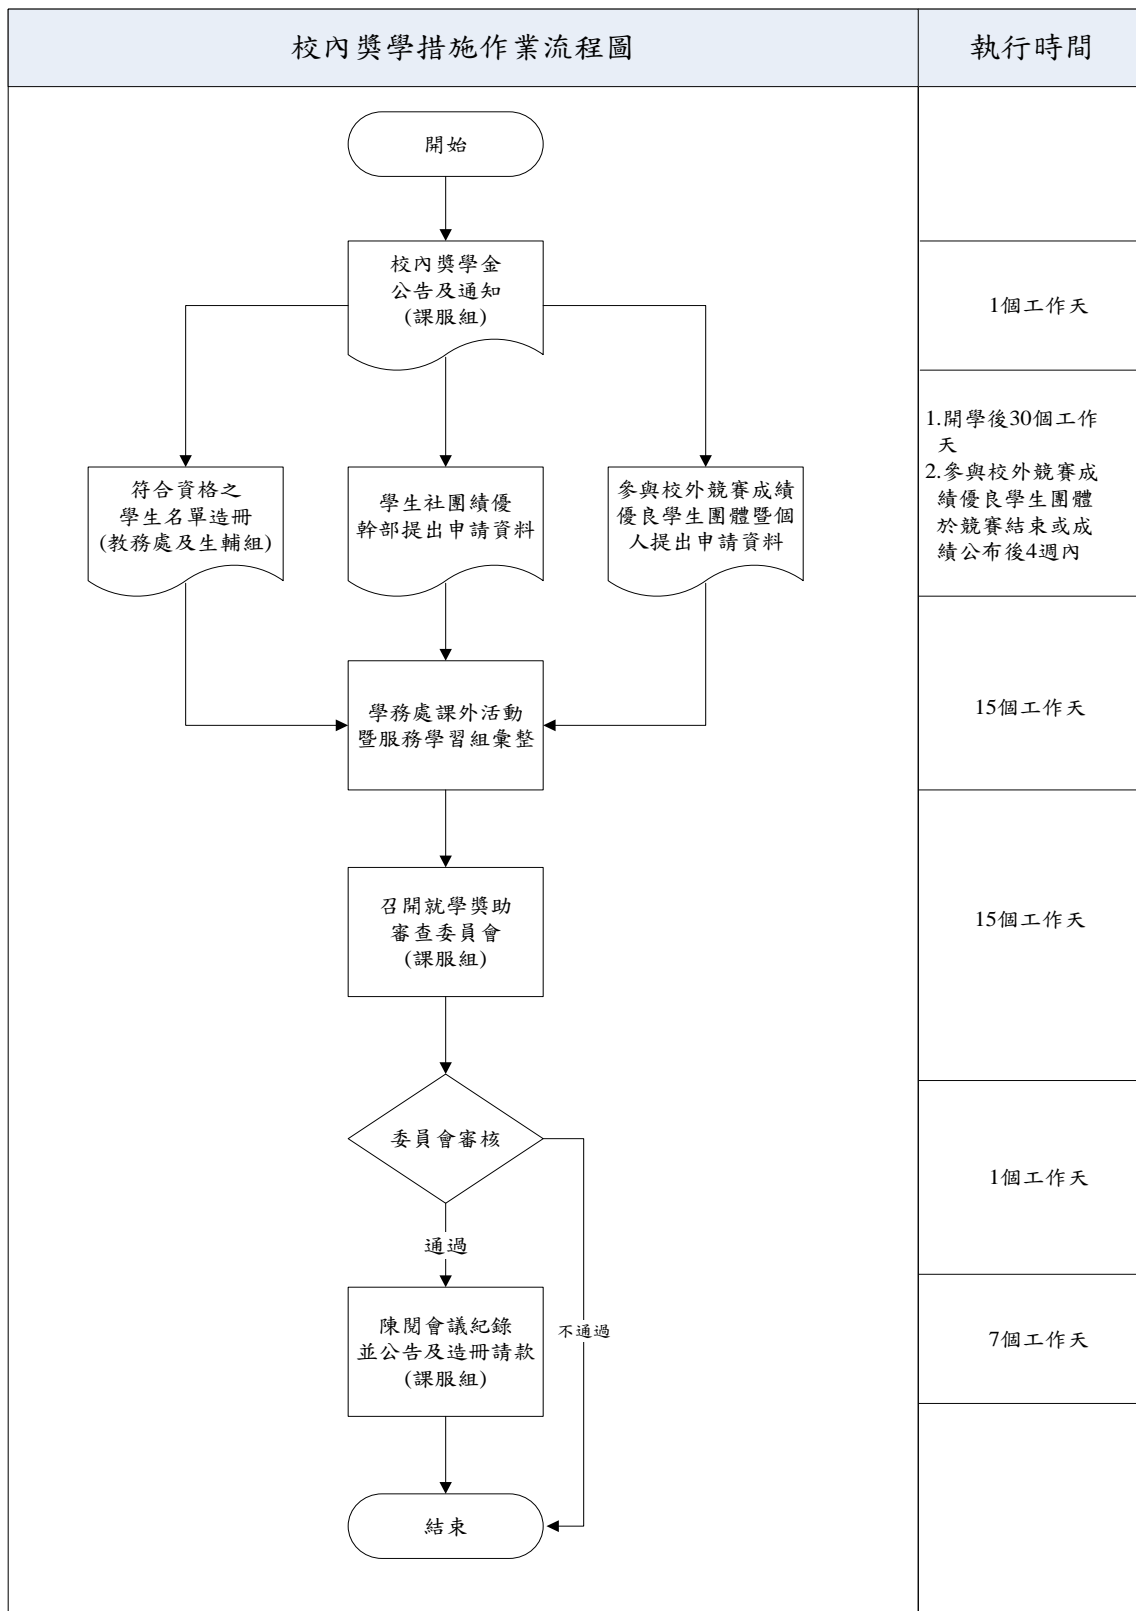 校內獎學措施作業流程圖
執行時間
開始
校內獎學金
公告及通知
(課服組)
1個工作天
符合資格之
學生名單造冊
(教務處及生輔組)
學生社團績優
幹部提出申請資料
參與校外競賽成績
優良學生團體暨個
人提出申請資料
1.開學後30個工作
天
2.參與校外競賽成
績優良學生團體
於競賽結束或成
績公布後4週內
學務處課外活動
暨服務學習組彙整
15個工作天
召開就學獎助
審查委員會
(課服組)
15個工作天
委員會審核
1個工作天
通過
不通過
陳閱會議紀錄
並公告及造冊請款
(課服組)
7個工作天
結束